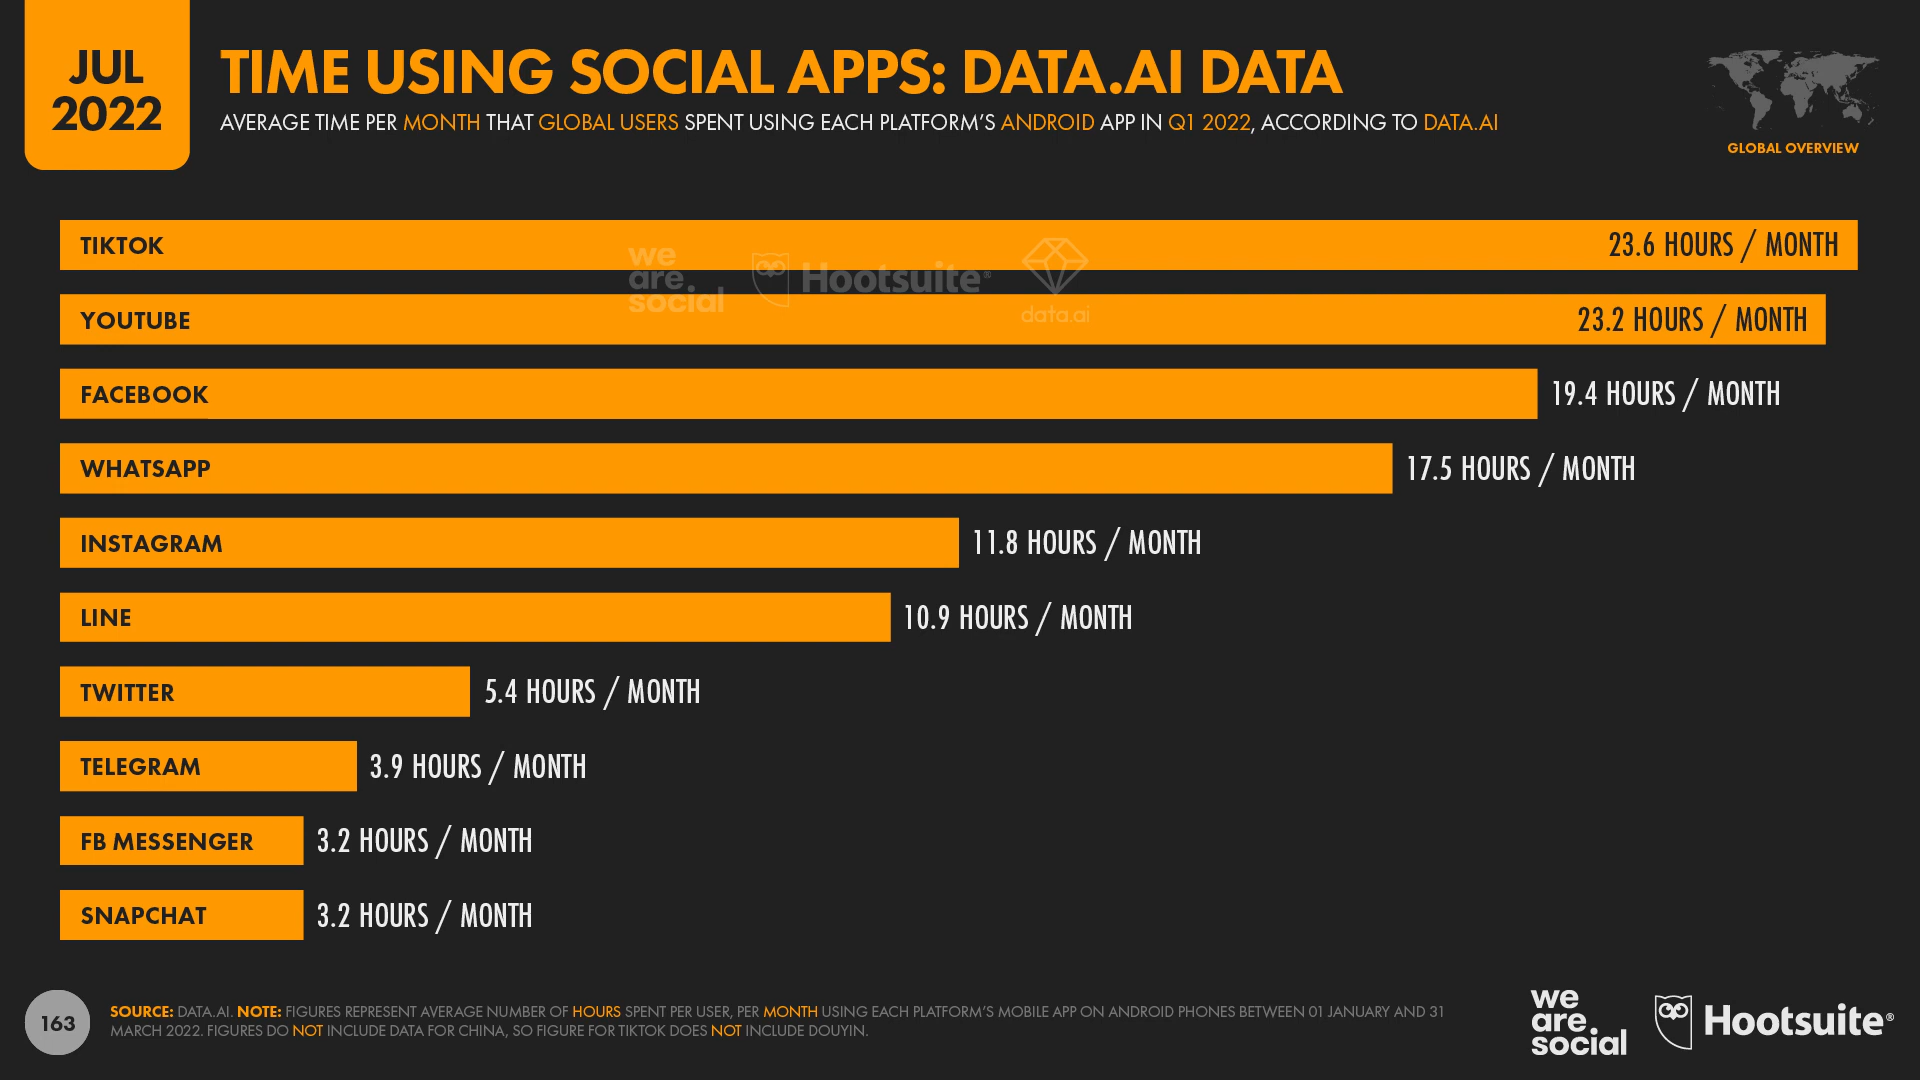 JUL
2022
TIME USING SOCIAL APPS: DATA.AI DATA
AVERAGE TIME PER MONTH THAT GLOBAL USERS SPENT USING EACH PLATFORM'S ANDROID APP IN Q1 2022, ACCORDING TO DATA.AI
GLOBAL OVERVIEW
TIKTOK 23.6 HOURS / MONTH
we
are
social
Hootsuite®
data.ai
YOUTUBE 23.2 HOURS / MONTH
FACEBOOK 19.4 HOURS / MONTH
WHATSAPP 17.5 HOURS / MONTH
INSTAGRAM 11.8 HOURS / MONTH
LINE 10.9 HOURS / MONTH
TWITTER 5.4 HOURS / MONTH
TELEGRAM 3.9 HOURS / MONTH
FB MESSENGER 3.2 HOURS / MONTH
SNAPCHAT 3.2 HOURS / MONTH
163
SOURCE: DATA.AI. NOTE: FIGURES REPRESENT AVERAGE NUMBER OF HOURS SPENT PER USER, PER MONTH USING EACH PLATFORM'S MOBILE APP ON ANDROID PHONES BETWEEN 01 JANUARY AND 31
MARCH 2022. FIGURES DO NOT INCLUDE DATA FOR CHINA, SO FIGURE FOR TIKTOK DOES NOT INCLUDE DOUYIN.
we
are
social
Hootsuite®